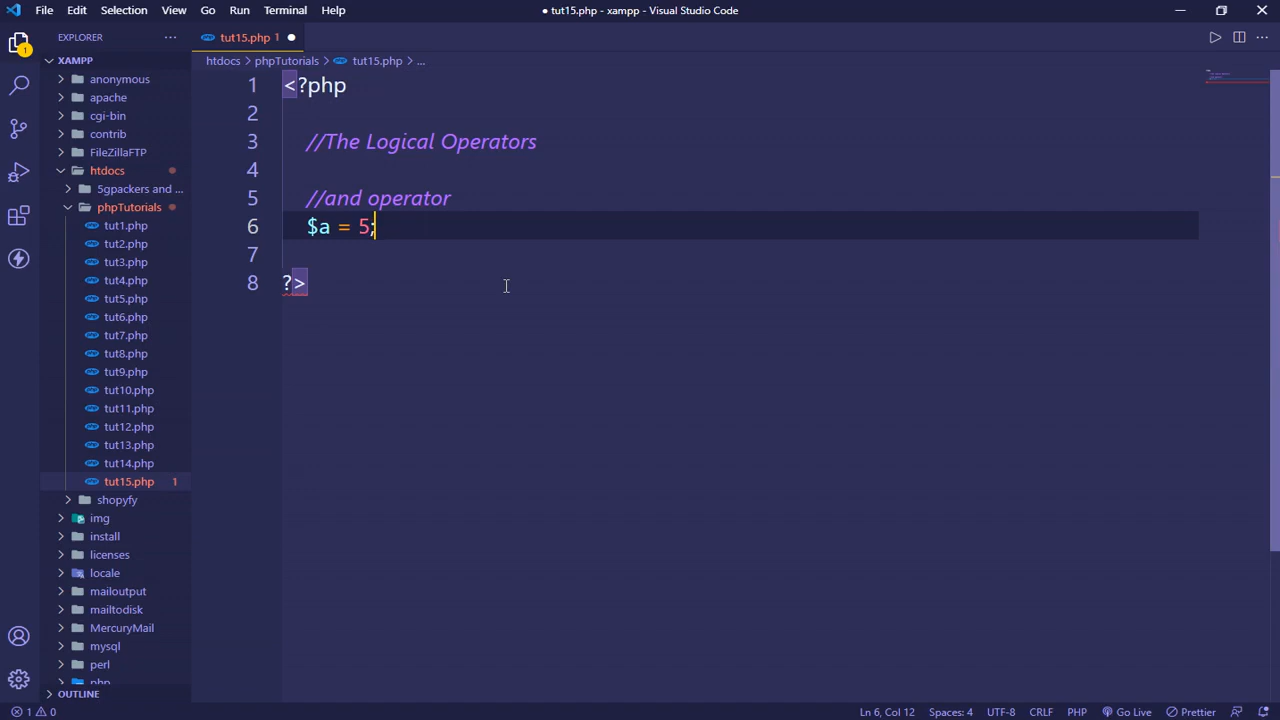 File Edit Selection View Go Run Terminal Help
● tut15.php - xampp - Visual Studio Code
EXPLORER ···
tut15.php 1 ●
XAMPP
htdocs > phpTutorials > tut15.php > ...
anonymous
apache
cgi-bin
contrib
FileZillaFTP
htdocs
5gpackers and ...
phpTutorials
tut1.php
tut2.php
tut3.php
tut4.php
tut5.php
tut6.php
tut7.php
tut8.php
tut9.php
tut10.php
tut11.php
tut12.php
tut13.php
tut14.php
tut15.php 1
shopyfy
img
install
licenses
locale
mailoutput
mailtodisk
MercuryMail
mysql
perl
php
OUTLINE
1
1 <?php
2
3 //The Logical Operators
4
5 //and operator
6 $a = 5;
7
8 ?>
1 0
Ln 6, Col 12 Spaces: 4 UTF-8 CRLF PHP Go Live Prettier